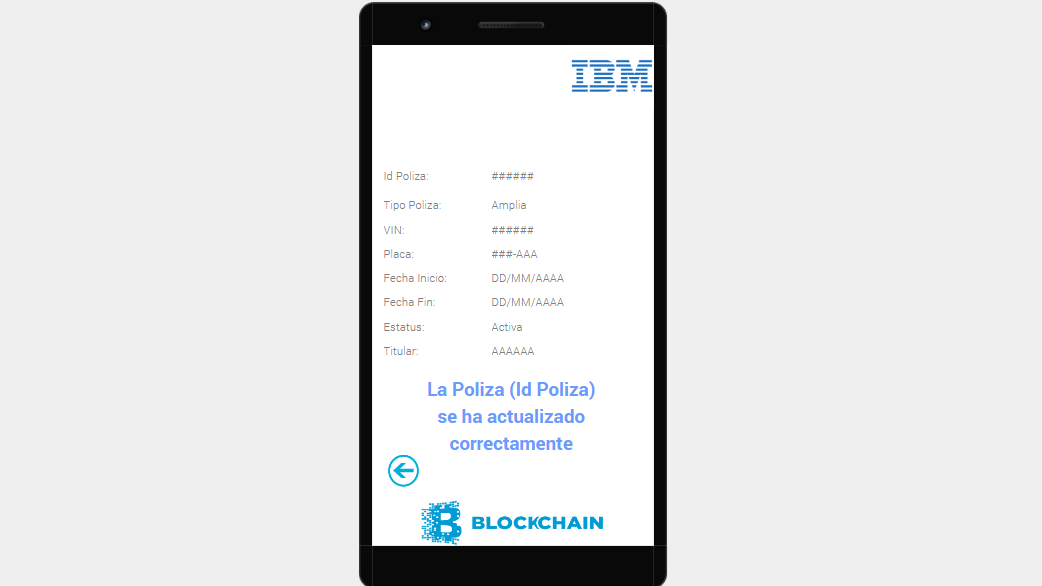 IBM
Id Poliza: ######
Tipo Poliza: Amplia
VIN: ######
Placa: ###-AAA
Fecha Inicio: DD/MM/AAAA
Fecha Fin: DD/MM/AAAA
Estatus: Activa
Titular: AAAAAA
La Poliza (Id Poliza)
se ha actualizado
correctamente
B BLOCKCHAIN